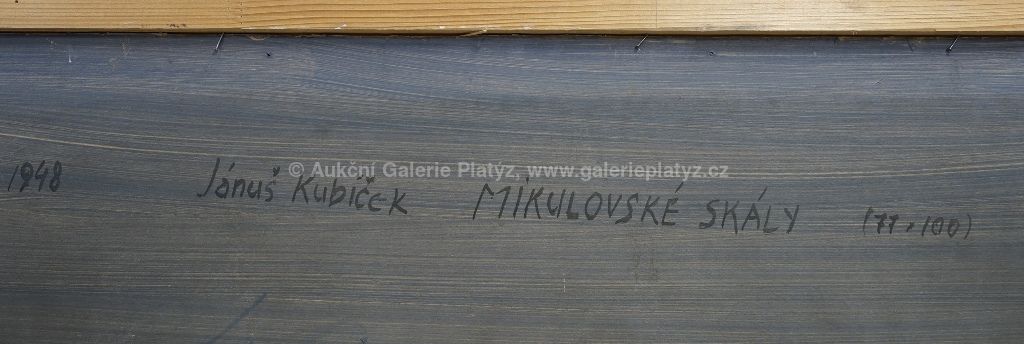 © Aukční Galerie Platýz, www.galerieplatyz.cz
1948 Jánuš Kubíček MIKULOVSKÉ SKÁLY (77 × 100)